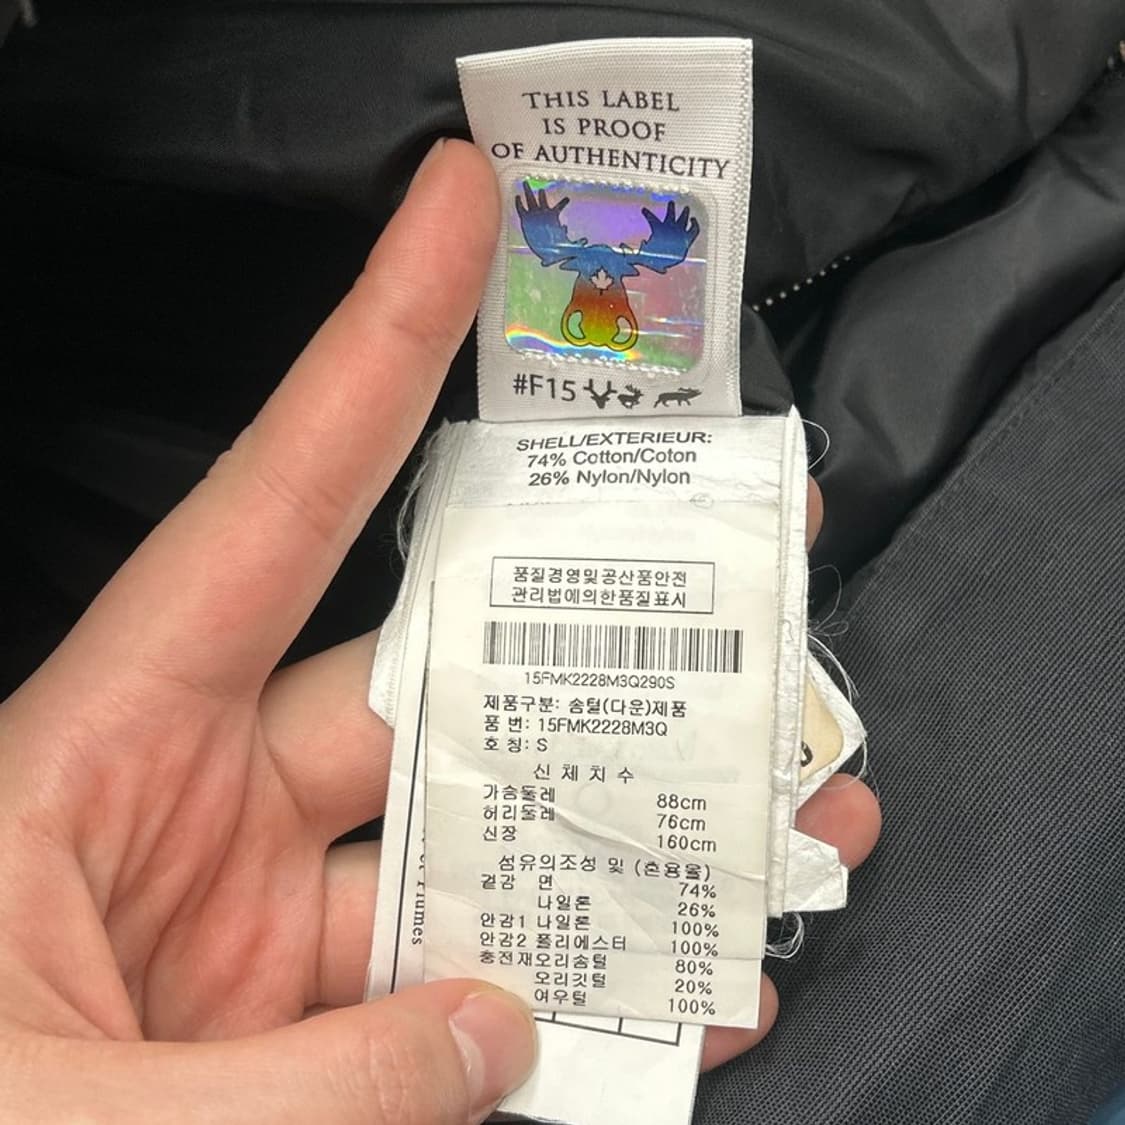 THIS LABEL
IS PROOF
OF AUTHENTICITY
#F15
SHELL/EXTERIEUR:
74% Cotton/Coton
26% Nylon/Nylon
품질경영및공산품안전
관리법에의한품질표시
15FMK2228M3Q290S
제품구분: 솜털(다운)제품
품 번: 15FMK2228M3Q
호 칭: S
신 체 치 수
가슴둘레 88cm
허리둘레 76cm
신장 160cm
섬유의조성 및 (혼용율)
겉감 면 74%
나일론 26%
안감1 나일론 100%
안감2 폴리에스터 100%
충전재오리솜털 80%
오리깃털 20%
여우털 100%
Plumes